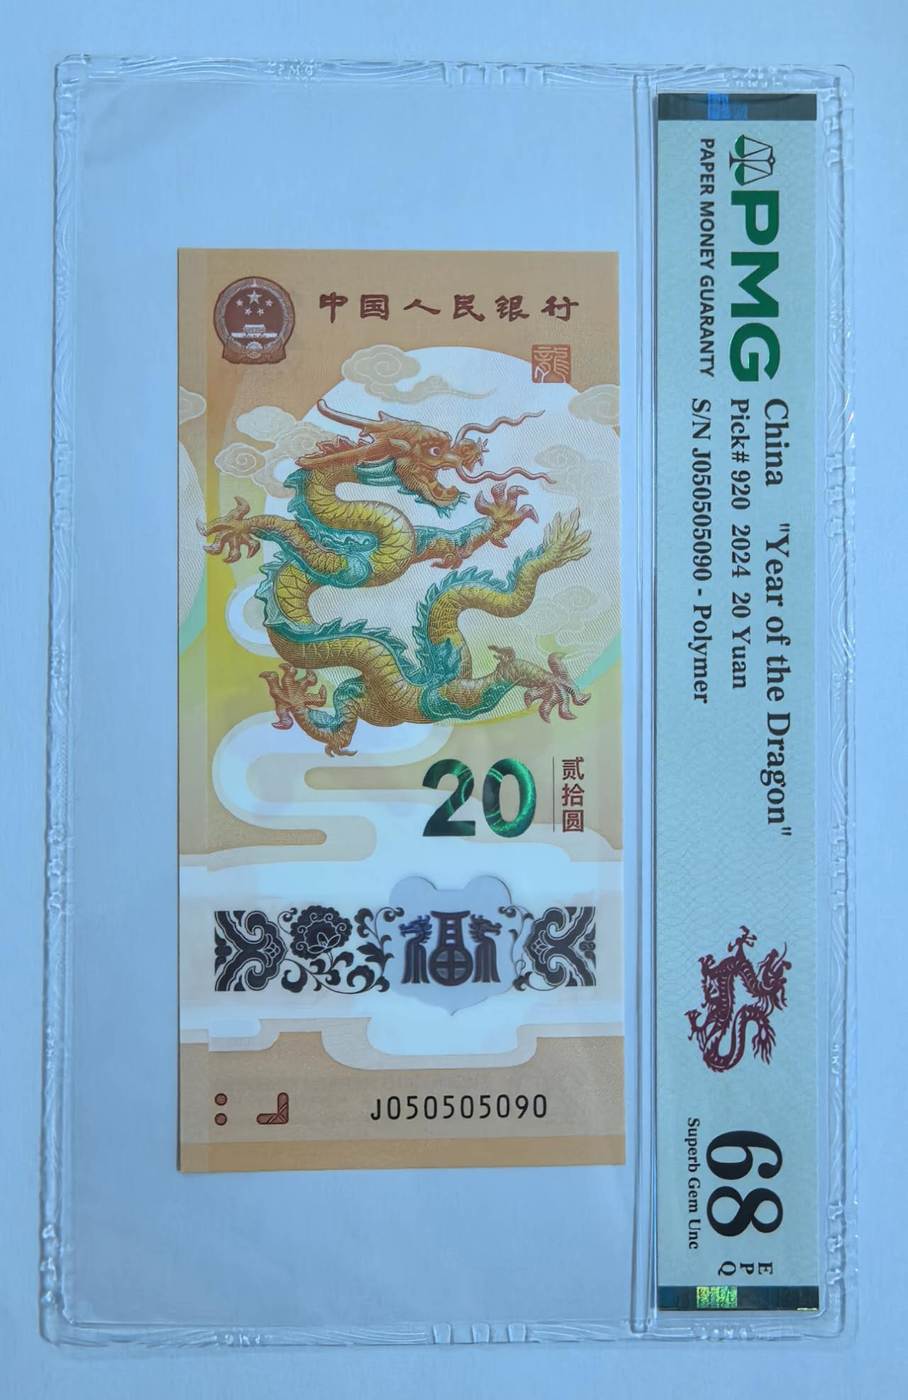 PMG
PAPER MONEY GUARANTY
China "Year of the Dragon"
Pick# 920 2024 20 Yuan
S/N J050505090 - Polymer
68
EPQ
Superb Gem Unc
中国人民银行
龍
20
贰拾圆
福
J050505090
PMG